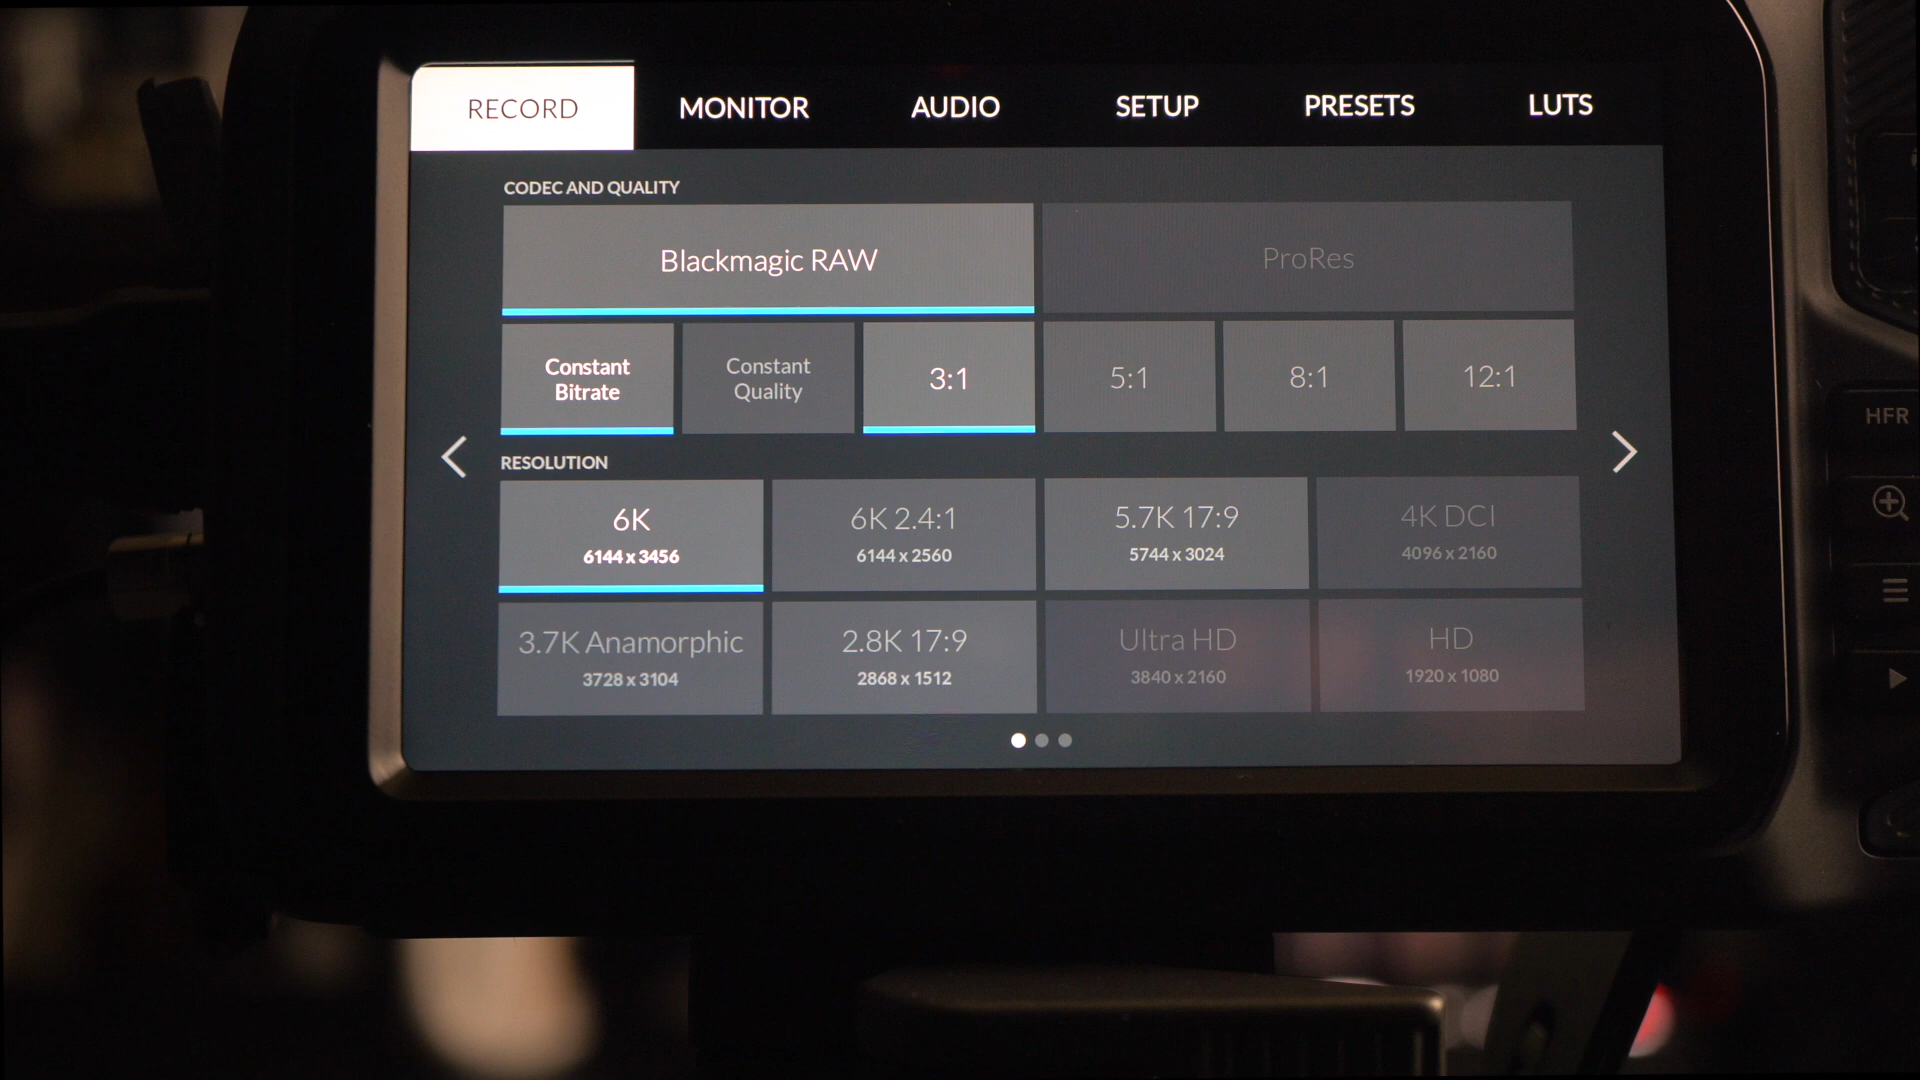 RECORD MONITOR AUDIO SETUP PRESETS LUTS
CODEC AND QUALITY
Blackmagic RAW ProRes
Constant Bitrate Constant Quality 3:1 5:1 8:1 12:1
HFR
RESOLUTION
6K 6K 2.4:1 5.7K 17:9 4K DCI
6144 x 3456 6144 x 2560 5744 x 3024 4096 x 2160
3.7K Anamorphic 2.8K 17:9 Ultra HD HD
3728 x 3104 2868 x 1512 3840 x 2160 1920 x 1080